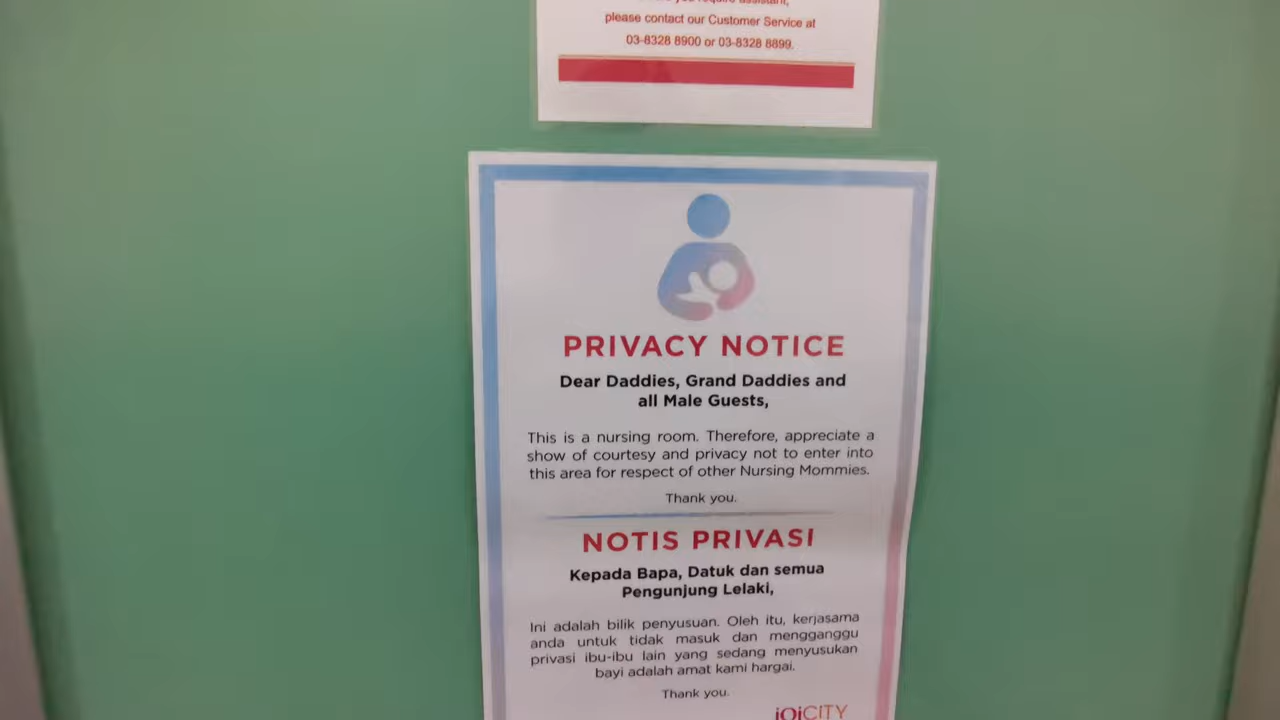 please contact our Customer Service at
03-8328 8900 or 03-8328 8899.
PRIVACY NOTICE
Dear Daddies, Grand Daddies and
all Male Guests,
This is a nursing room. Therefore, appreciate a
show of courtesy and privacy not to enter into
this area for respect of other Nursing Mommies.
Thank you.
NOTIS PRIVASI
Kepada Bapa, Datuk dan semua
Pengunjung Lelaki,
Ini adalah bilik penyusuan. Oleh itu, kerjasama
anda untuk tidak masuk dan mengganggu
privasi ibu-ibu lain yang sedang menyusukan
bayi adalah amat kami hargai.
Thank you.
iOiCITY